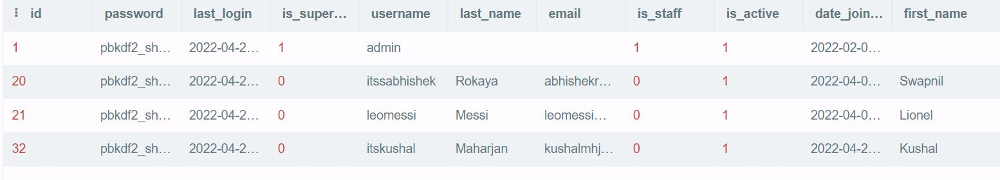 id password last_login is_super... username last_name email is_staff is_active date_join... first_name
1 pbkdf2_sh... 2022-04-2... 1 admin 1 1 2022-02-0...
20 pbkdf2_sh... 2022-04-2... 0 itssabhishek Rokaya abhishekr... 0 1 2022-04-0... Swapnil
21 pbkdf2_sh... 2022-04-2... 0 leomessi Messi leomessi... 0 1 2022-04-0... Lionel
32 pbkdf2_sh... 2022-04-2... 0 itskushal Maharjan kushalmhj... 0 1 2022-04-2... Kushal